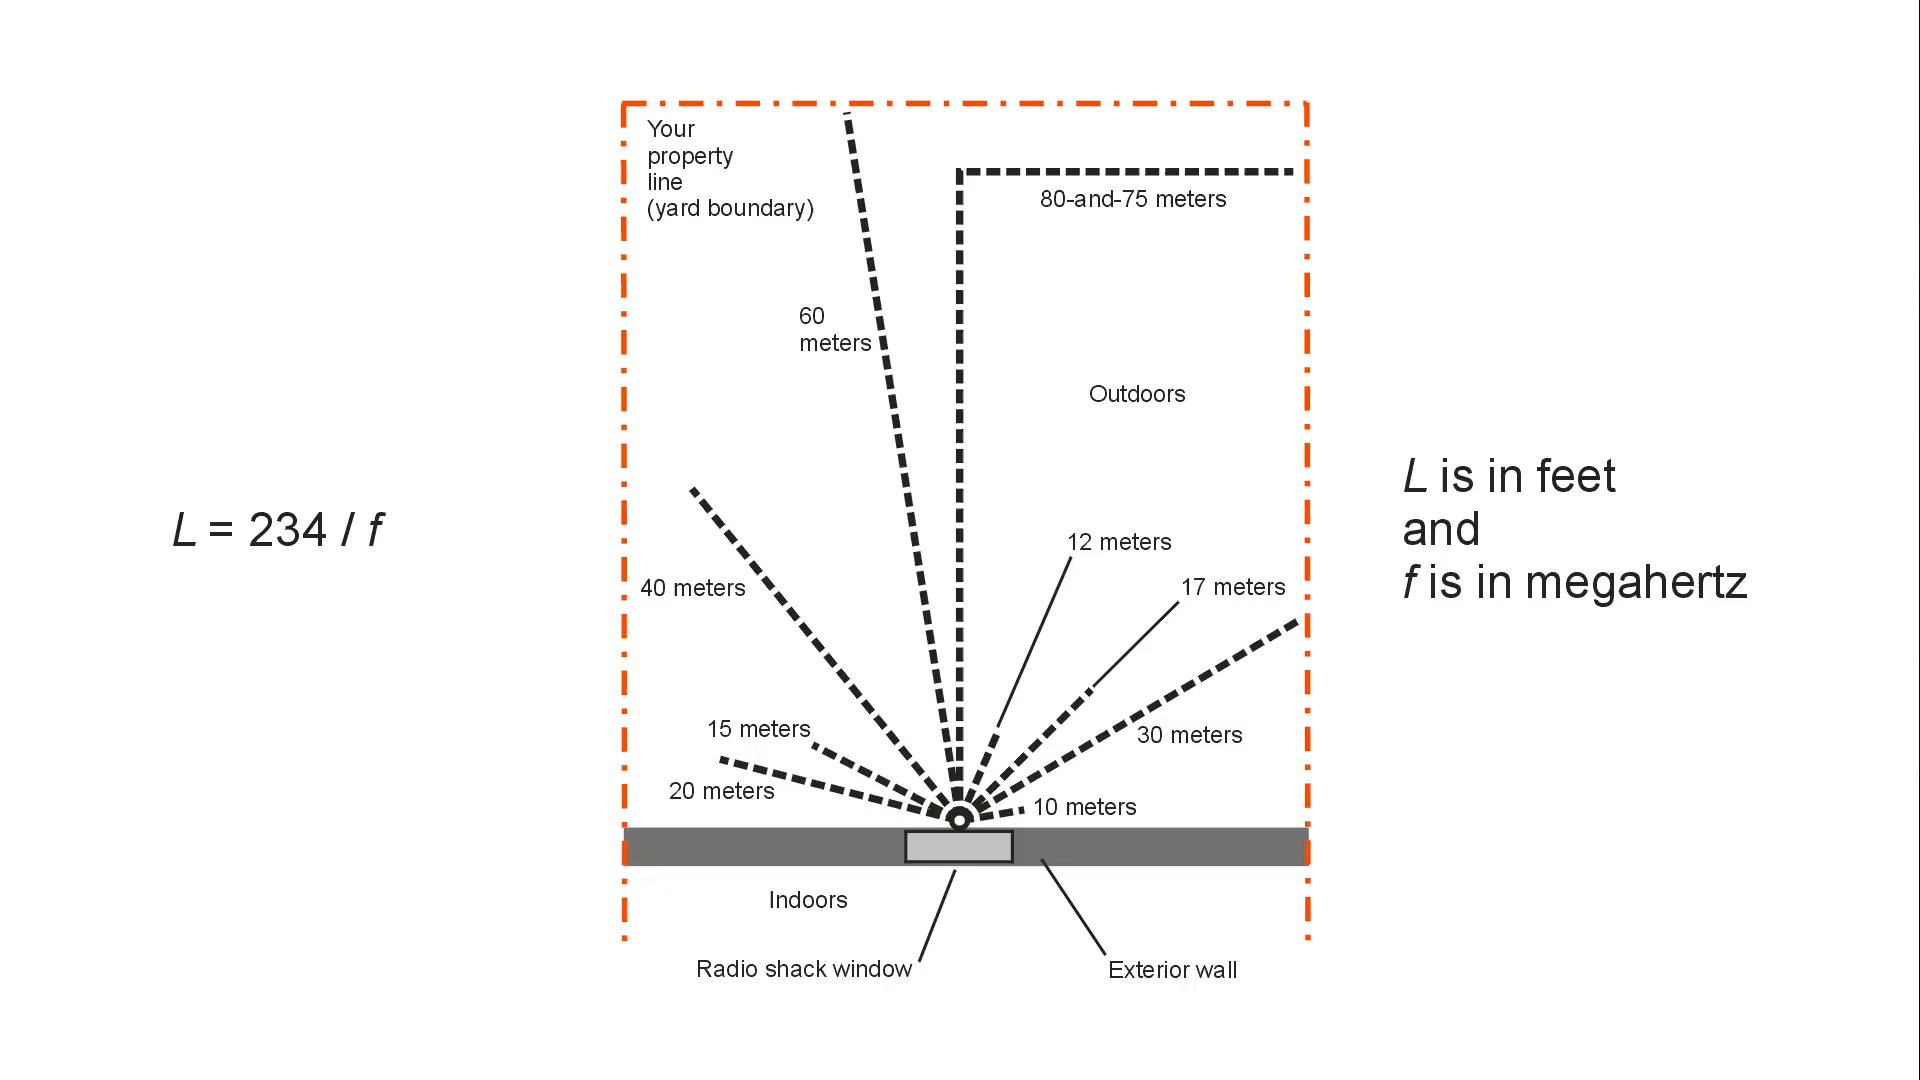 Your
property
line
(yard boundary)
80-and-75 meters
60
meters
Outdoors
L = 234 / f
L is in feet
and
f is in megahertz
12 meters
40 meters
17 meters
15 meters
30 meters
20 meters
10 meters
Indoors
Radio shack window
Exterior wall